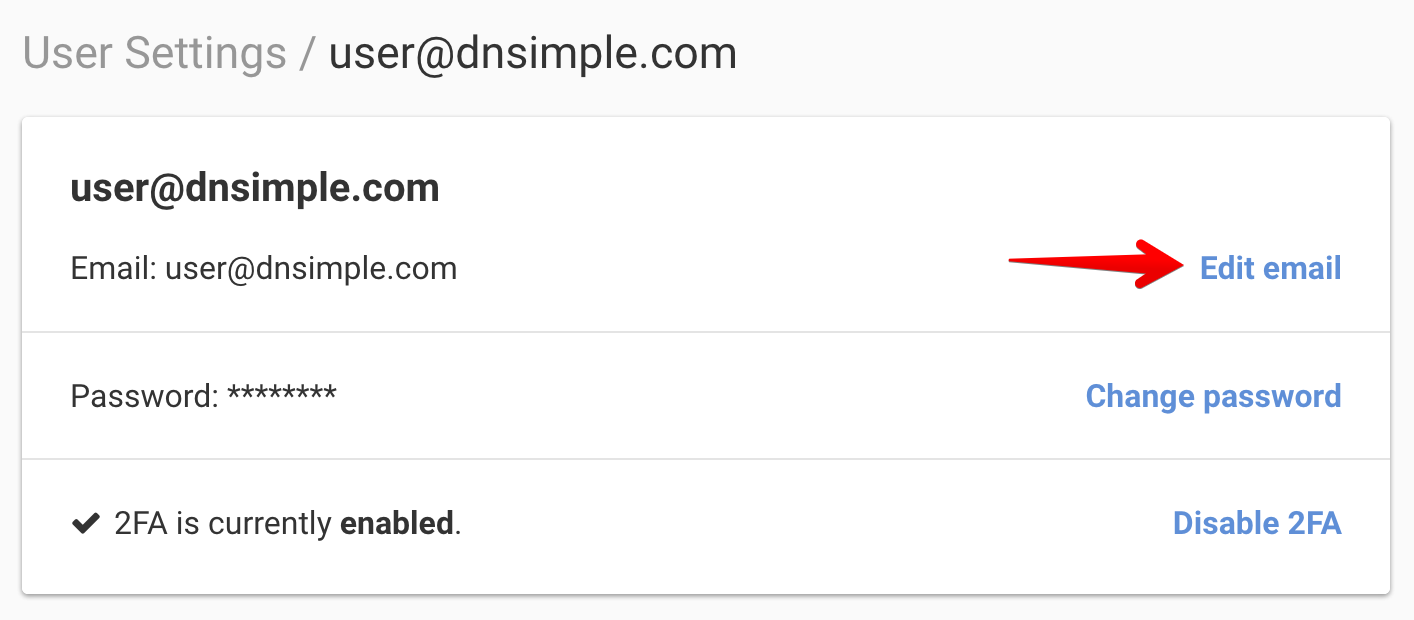 User Settings / user@dnsimple.com
user@dnsimple.com
Email: user@dnsimple.com Edit email
Password: ******** Change password
2FA is currently enabled. Disable 2FA